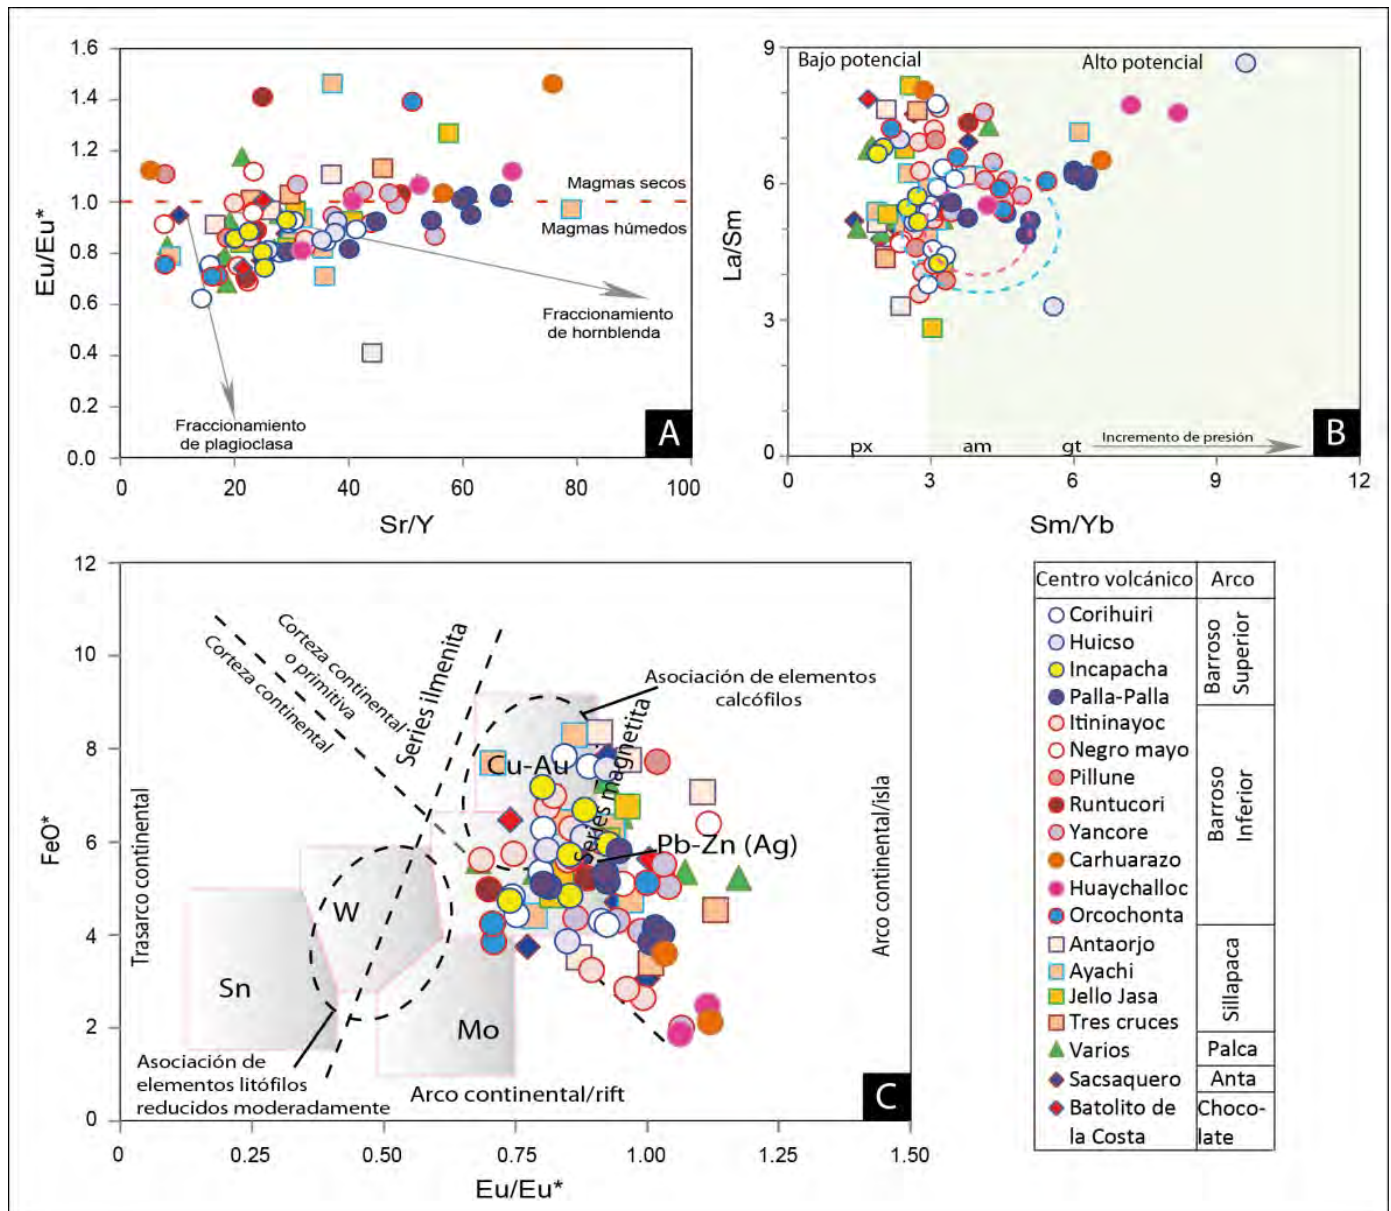 1.6
1.4
1.2
1.0
0.8
0.6
0.4
0.2
0.0
Eu/Eu*
Magmas secos
Magmas húmedos
Fraccionamiento
de hornblenda
Fraccionamiento
de plagioclasa
A
0 20 40 60 80 100
Sr/Y
9
6
3
0
La/Sm
Bajo potencial
Alto potencial
px am gt
Incremento de presión
B
0 3 6 9 12
Sm/Yb
12
10
8
6
4
2
0
FeO*
Trasarco continental
Corteza continental
o primitiva
Corteza continental
Series ilmenita
Series magnetita
Asociación de elementos
calcófilos
Cu-Au
Pb-Zn (Ag)
W
Sn
Mo
Arco continental/isla
Asociación de
elementos litófilos
reducidos moderadamente
Arco continental/rift
C
0 0.25 0.50 0.75 1.00 1.25 1.50
Eu/Eu*
Centro volcánico Arco
Corihuiri
Huicso
Incapacha
Palla-Palla
Barroso
Superior
Itininayoc
Negro mayo
Pillune
Runtucori
Yancore
Carhuarazo
Huaychalloc
Orcochonta
Barroso
Inferior
Antaorjo
Ayachi
Jello Jasa
Tres cruces
Sillapaca
Varios Palca
Sacsaquero Anta
Batolito de Choco-
la Costa late